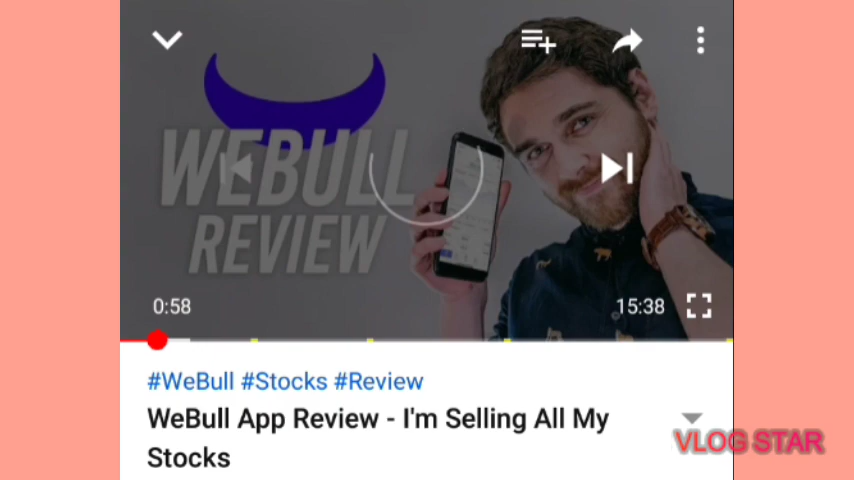 WEBULL
REVIEW
0:58
15:38
#WeBull #Stocks #Review
WeBull App Review - I'm Selling All My
Stocks
VLOG STAR